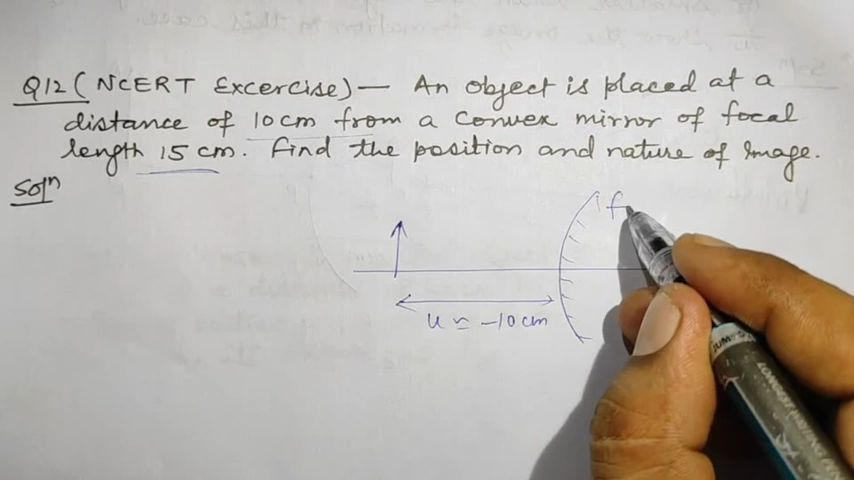 Q12 (NCERT Excercise) — An object is placed at a
distance of 10 cm from a convex mirror of focal
length 15 cm. Find the position and nature of image.
Solⁿ
f
u = -10 cm